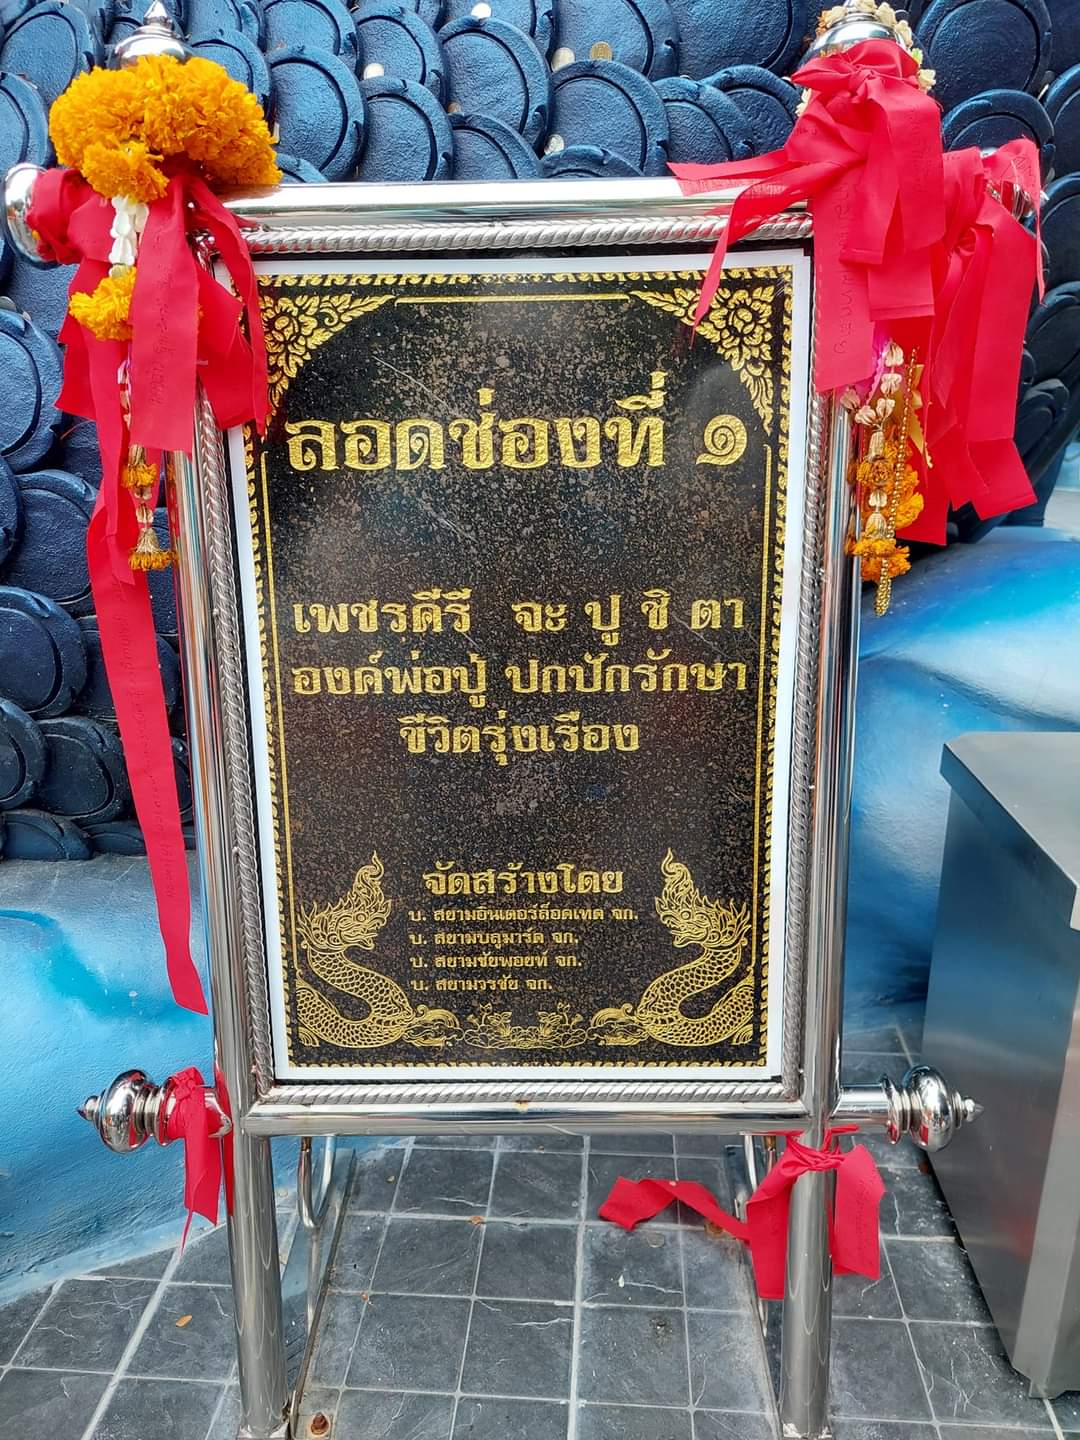 ลอดช่องที่ ๑
เพชรคีรี จะ ปู ชิ ตา
องค์พ่อปู่ ปกปักรักษา
ชีวิตรุ่งเรือง
จัดสร้างโดย
บ. สยามอินเตอร์ล็อตเทด จก.
บ. สยามบลูมาร์ค จก.
บ. สยามชัยพอยท์ จก.
บ. สยามวรชัย จก.